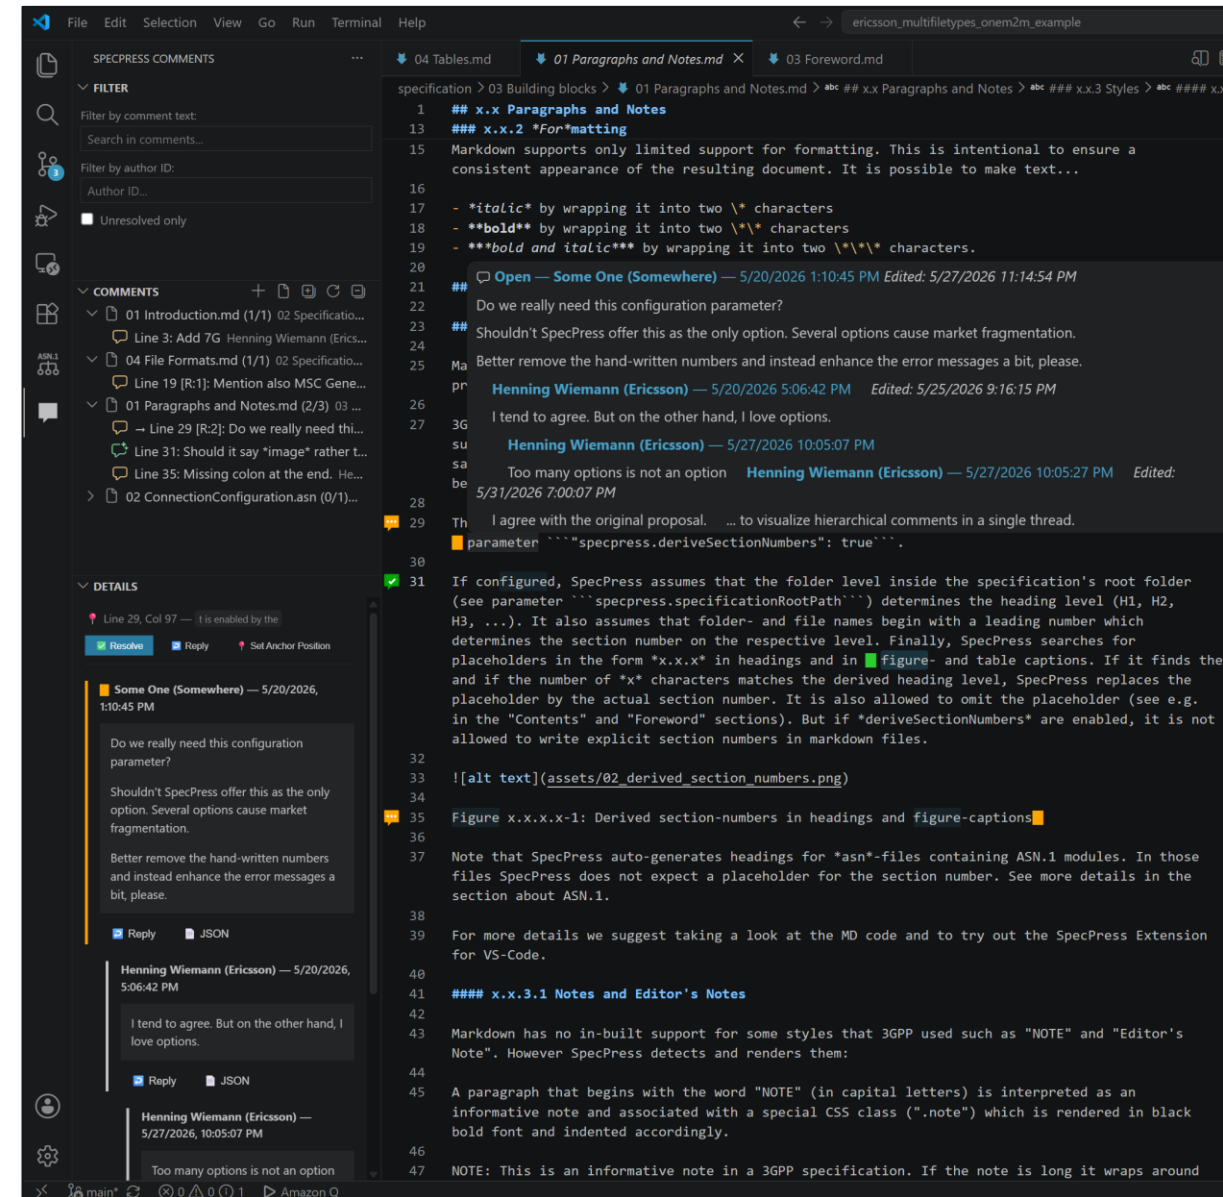 File Edit Selection View Go Run Terminal Help
ericsson_multifiletypes_onem2m_example
SPECPRESS COMMENTS
FILTER
Filter by comment text:
Search in comments...
Filter by author ID:
Author ID...
Unresolved only
COMMENTS
01 Introduction.md (1/1) 02 Specificatio...
Line 3: Add 7G Henning Wiemann (Erics...
04 File Formats.md (1/1) 02 Specificatio...
Line 19 [R:1]: Mention also MSC Gene...
01 Paragraphs and Notes.md (2/3) 03 ...
→ Line 29 [R:2]: Do we really need thi...
Line 31: Should it say *image* rather t...
Line 35: Missing colon at the end. He...
02 ConnectionConfiguration.asn (0/1)...
DETAILS
Line 29, Col 97 — t is enabled by the
Resolve Reply Set Anchor Position
Some One (Somewhere) — 5/20/2026,
1:10:45 PM
Do we really need this configuration
parameter?
Shouldn't SpecPress offer this as the only
option. Several options cause market
fragmentation.
Better remove the hand-written numbers
and instead enhance the error messages a
bit, please.
Reply JSON
Henning Wiemann (Ericsson) — 5/20/2026,
5:06:42 PM
I tend to agree. But on the other hand, I
love options.
Reply JSON
Henning Wiemann (Ericsson) —
5/27/2026, 10:05:07 PM
Too many options is not an option
3
ASN.1
04 Tables.md 01 Paragraphs and Notes.md 03 Foreword.md
specification > 03 Building blocks > 01 Paragraphs and Notes.md > abc ## x.x Paragraphs and Notes > abc ### x.x.3 Styles > abc #### x.x
1 ## x.x Paragraphs and Notes
13 ### x.x.2 *For*matting
15 Markdown supports only limited support for formatting. This is intentional to ensure a
consistent appearance of the resulting document. It is possible to make text...
16
17 - *italic* by wrapping it into two \* characters
18 - **bold** by wrapping it into two \*\* characters
19 - ***bold and italic*** by wrapping it into two \*\*\* characters.
20
Open — Some One (Somewhere) — 5/20/2026 1:10:45 PM Edited: 5/27/2026 11:14:54 PM
21 ##
22 Do we really need this configuration parameter?
23 ##
Shouldn't SpecPress offer this as the only option. Several options cause market fragmentation.
24
25 Ma
Better remove the hand-written numbers and instead enhance the error messages a bit, please.
pr
Henning Wiemann (Ericsson) — 5/20/2026 5:06:42 PM Edited: 5/25/2026 9:16:15 PM
26
I tend to agree. But on the other hand, I love options.
27 3G
su
Henning Wiemann (Ericsson) — 5/27/2026 10:05:07 PM
sa
Too many options is not an option Henning Wiemann (Ericsson) — 5/27/2026 10:05:27 PM Edited:
be
5/31/2026 7:00:07 PM
28
29 Th
I agree with the original proposal. ... to visualize hierarchical comments in a single thread.
parameter ```"specpress.deriveSectionNumbers": true```.
30
31 If configured, SpecPress assumes that the folder level inside the specification's root folder
(see parameter ```specpress.specificationRootPath```) determines the heading level (H1, H2,
H3, ...). It also assumes that folder- and file names begin with a leading number which
determines the section number on the respective level. Finally, SpecPress searches for
placeholders in the form *x.x.x* in headings and in figure- and table captions. If it finds the
and if the number of *x* characters matches the derived heading level, SpecPress replaces the
placeholder by the actual section number. It is also allowed to omit the placeholder (see e.g.
in the "Contents" and "Foreword" sections). But if *deriveSectionNumbers* are enabled, it is not
allowed to write explicit section numbers in markdown files.
32
33 ![alt text](assets/02_derived_section_numbers.png)
34
35 Figure x.x.x.x-1: Derived section-numbers in headings and figure-captions
36
37 Note that SpecPress auto-generates headings for *asn*-files containing ASN.1 modules. In those
files SpecPress does not expect a placeholder for the section number. See more details in the
section about ASN.1.
38
39 For more details we suggest taking a look at the MD code and to try out the SpecPress Extension
for VS-Code.
40
41 #### x.x.3.1 Notes and Editor's Notes
42
43 Markdown has no in-built support for some styles that 3GPP used such as "NOTE" and "Editor's
Note". However SpecPress detects and renders them:
44
45 A paragraph that begins with the word "NOTE" (in capital letters) is interpreted as an
informative note and associated with a special CSS class (".note") which is rendered in black
bold font and indented accordingly.
46
47 NOTE: This is an informative note in a 3GPP specification. If the note is long it wraps around
main* 0 0 1 Amazon Q